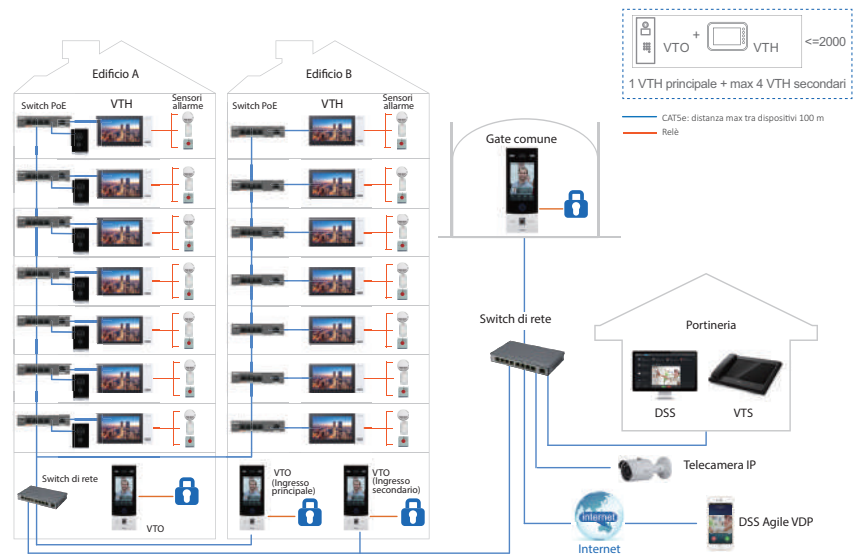 VTO + VTH <=2000
1 VTH principale + max 4 VTH secondari
CAT5e: distanza max tra dispositivi 100 m
Relè
Edificio A
Switch PoE
VTH
Sensori
allarme
Edificio B
Switch PoE
VTH
Sensori
allarme
Gate comune
Switch di rete
Portineria
DSS
VTS
Telecamera IP
internet
Internet
DSS Agile VDP
Switch di rete
VTO
VTO
(Ingresso
principale)
VTO
(Ingresso
secondario)